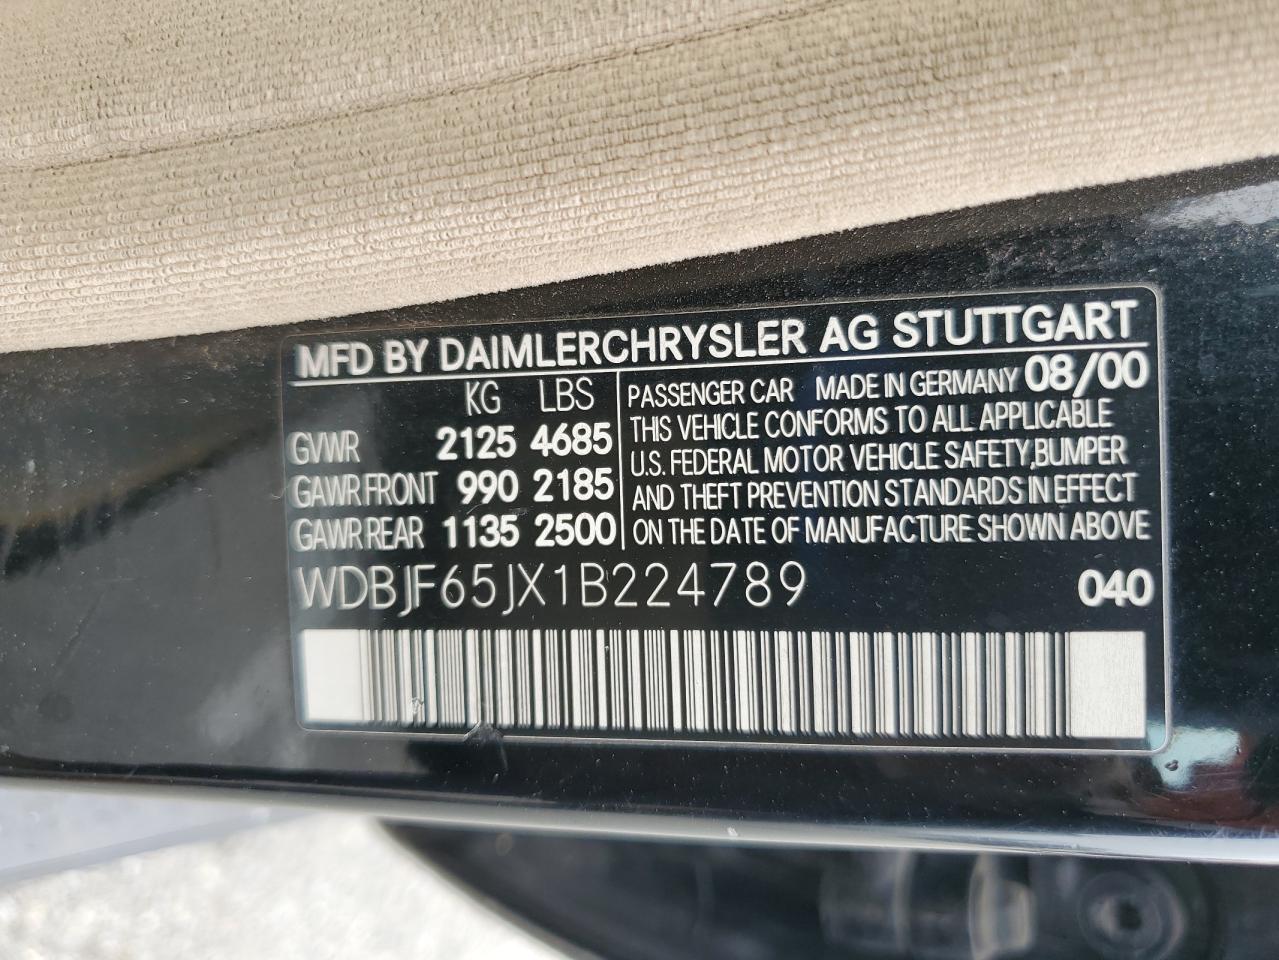 MFD BY DAIMLERCHRYSLER AG STUTTGART
KG LBS
GVWR 2125 4685
GAWR FRONT 990 2185
GAWR REAR 1135 2500
PASSENGER CAR MADE IN GERMANY 08/00
THIS VEHICLE CONFORMS TO ALL APPLICABLE
U.S. FEDERAL MOTOR VEHICLE SAFETY, BUMPER
AND THEFT PREVENTION STANDARDS IN EFFECT
ON THE DATE OF MANUFACTURE SHOWN ABOVE
WDBJF65JX1B224789 040